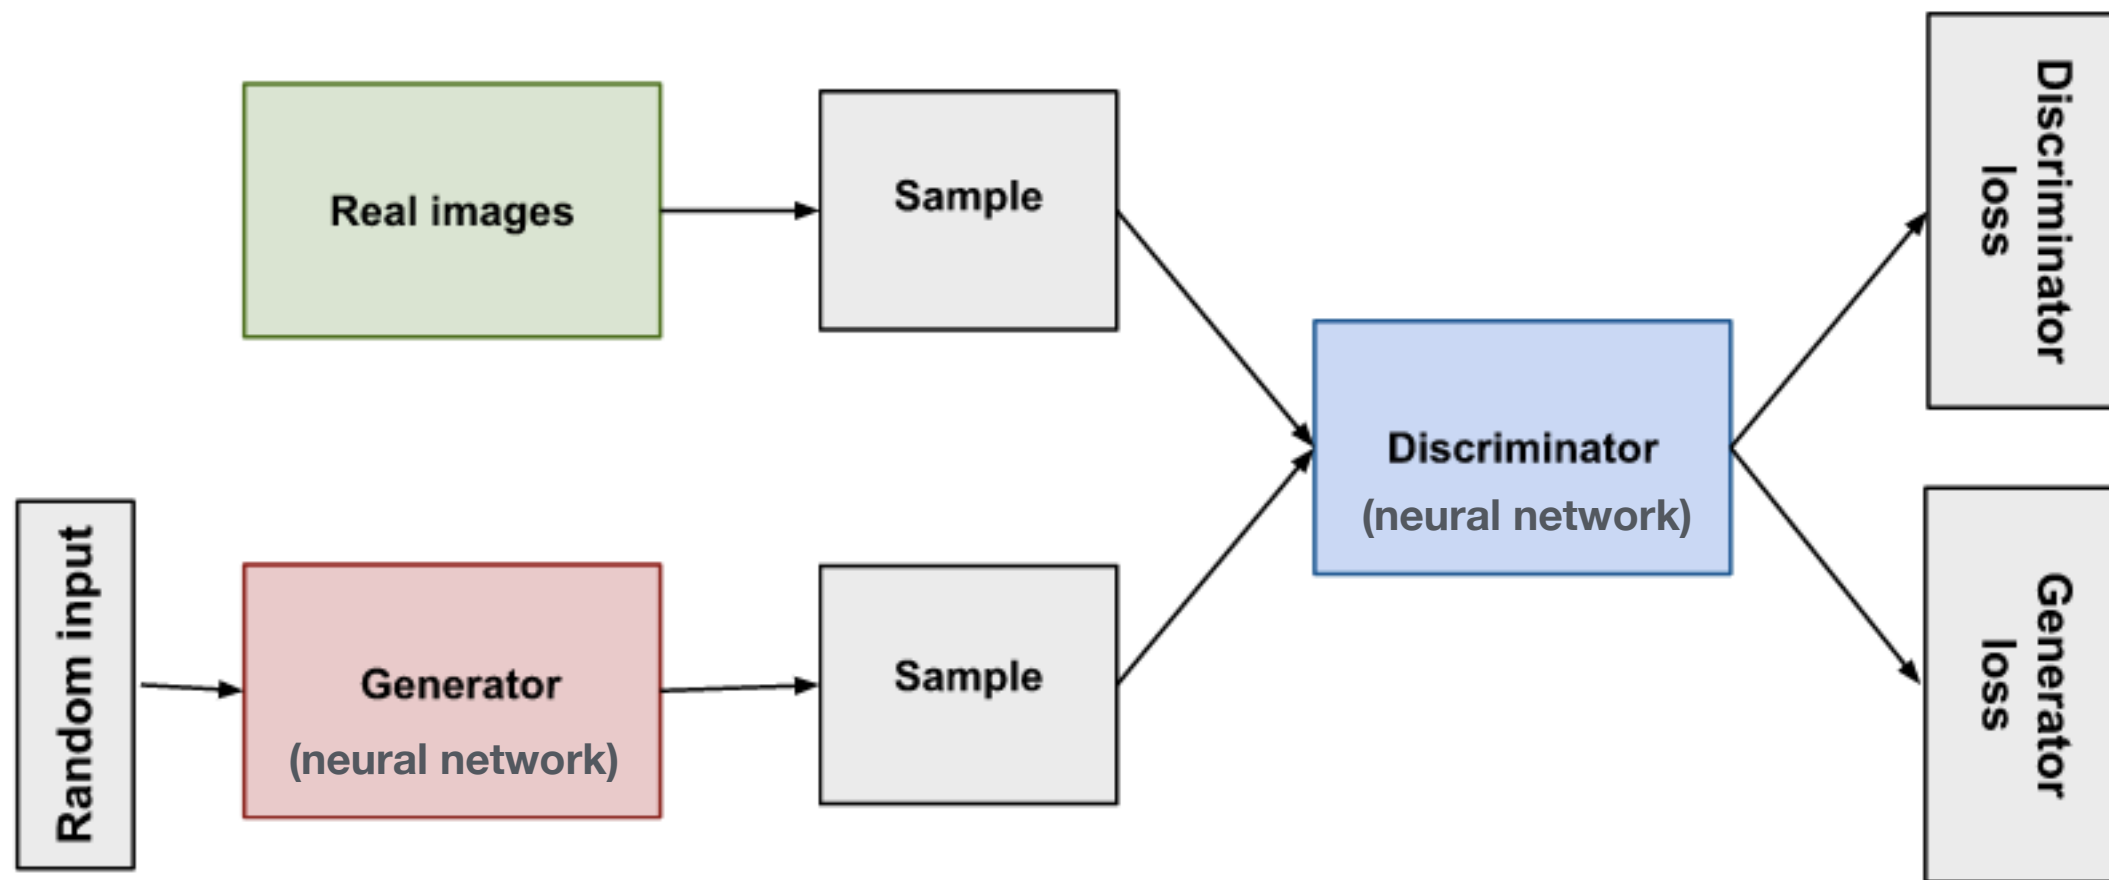 Real images
Sample
Discriminator
loss
Discriminator
(neural network)
Random input
Generator
(neural network)
Sample
Generator
loss